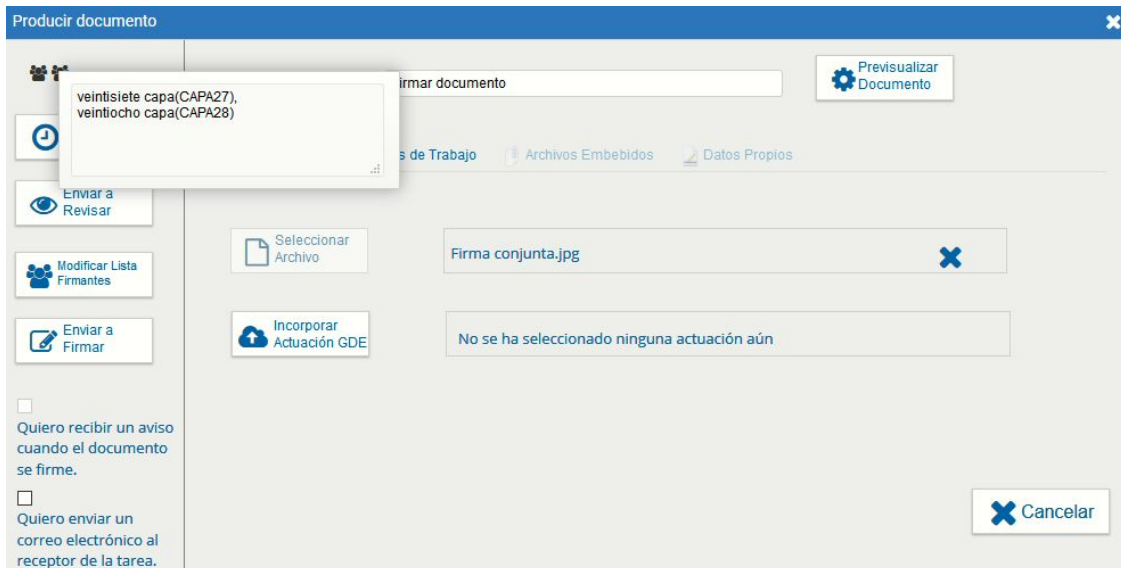 Producir documento
veintisiete capa(CAPA27),
veintiocho capa(CAPA28)
irmar documento
Previsualizar
Documento
s de Trabajo
Archivos Embebidos
Datos Propios
Enviar a
Revisar
Seleccionar
Archivo
Firma conjunta.jpg
Modificar Lista
Firmantes
Incorporar
Actuación GDE
No se ha seleccionado ninguna actuación aún
Enviar a
Firmar
Quiero recibir un aviso
cuando el documento
se firme.
Quiero enviar un
correo electrónico al
receptor de la tarea.
Cancelar